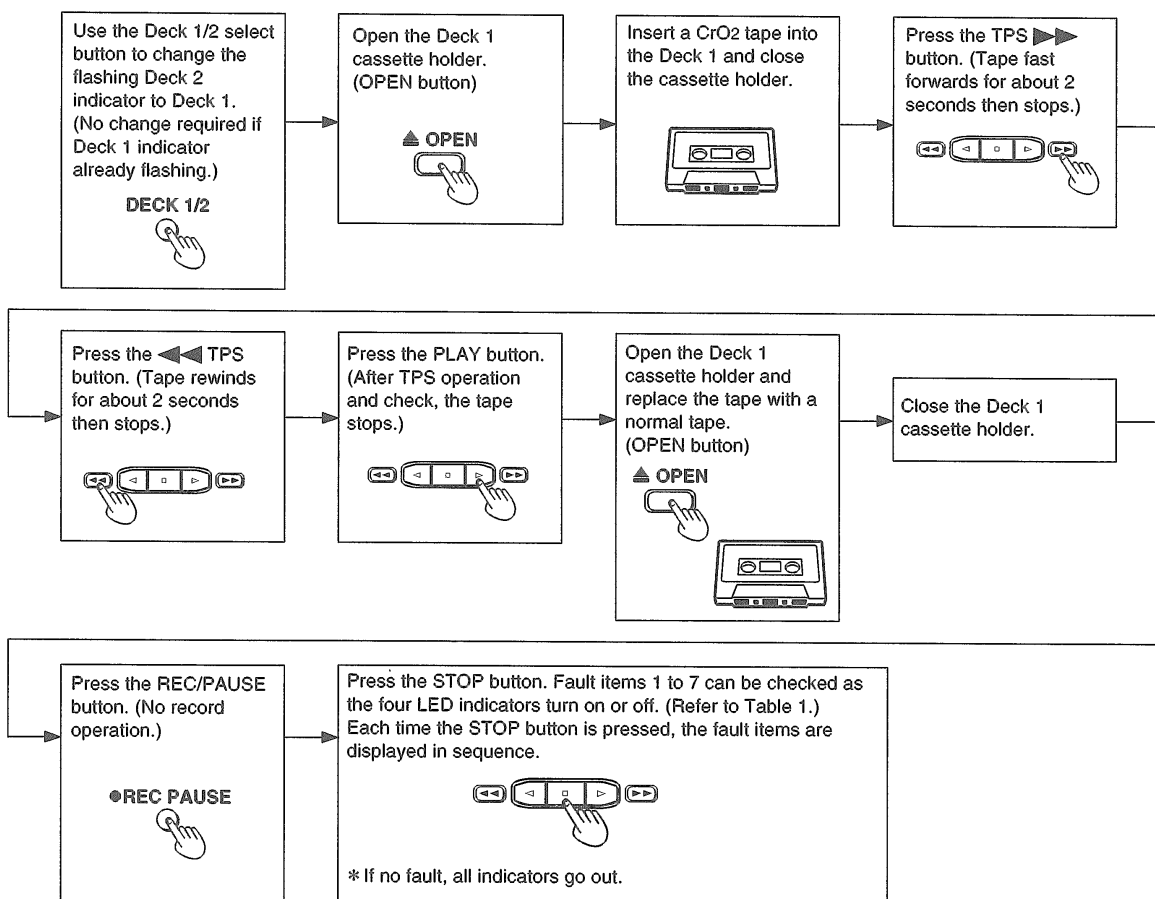 Use the Deck 1/2 select
button to change the
flashing Deck 2
indicator to Deck 1.
(No change required if
Deck 1 indicator
already flashing.)
DECK 1/2
Open the Deck 1
cassette holder.
(OPEN button)
▲ OPEN
Insert a CrO2 tape into
the Deck 1 and close
the cassette holder.
Press the TPS ▶▶
button. (Tape fast
forwards for about 2
seconds then stops.)
Press the ◀◀ TPS
button. (Tape rewinds
for about 2 seconds
then stops.)
Press the PLAY button.
(After TPS operation
and check, the tape
stops.)
Open the Deck 1
cassette holder and
replace the tape with a
normal tape.
(OPEN button)
▲ OPEN
Close the Deck 1
cassette holder.
Press the REC/PAUSE
button. (No record
operation.)
●REC PAUSE
Press the STOP button. Fault items 1 to 7 can be checked as
the four LED indicators turn on or off. (Refer to Table 1.)
Each time the STOP button is pressed, the fault items are
displayed in sequence.
* If no fault, all indicators go out.